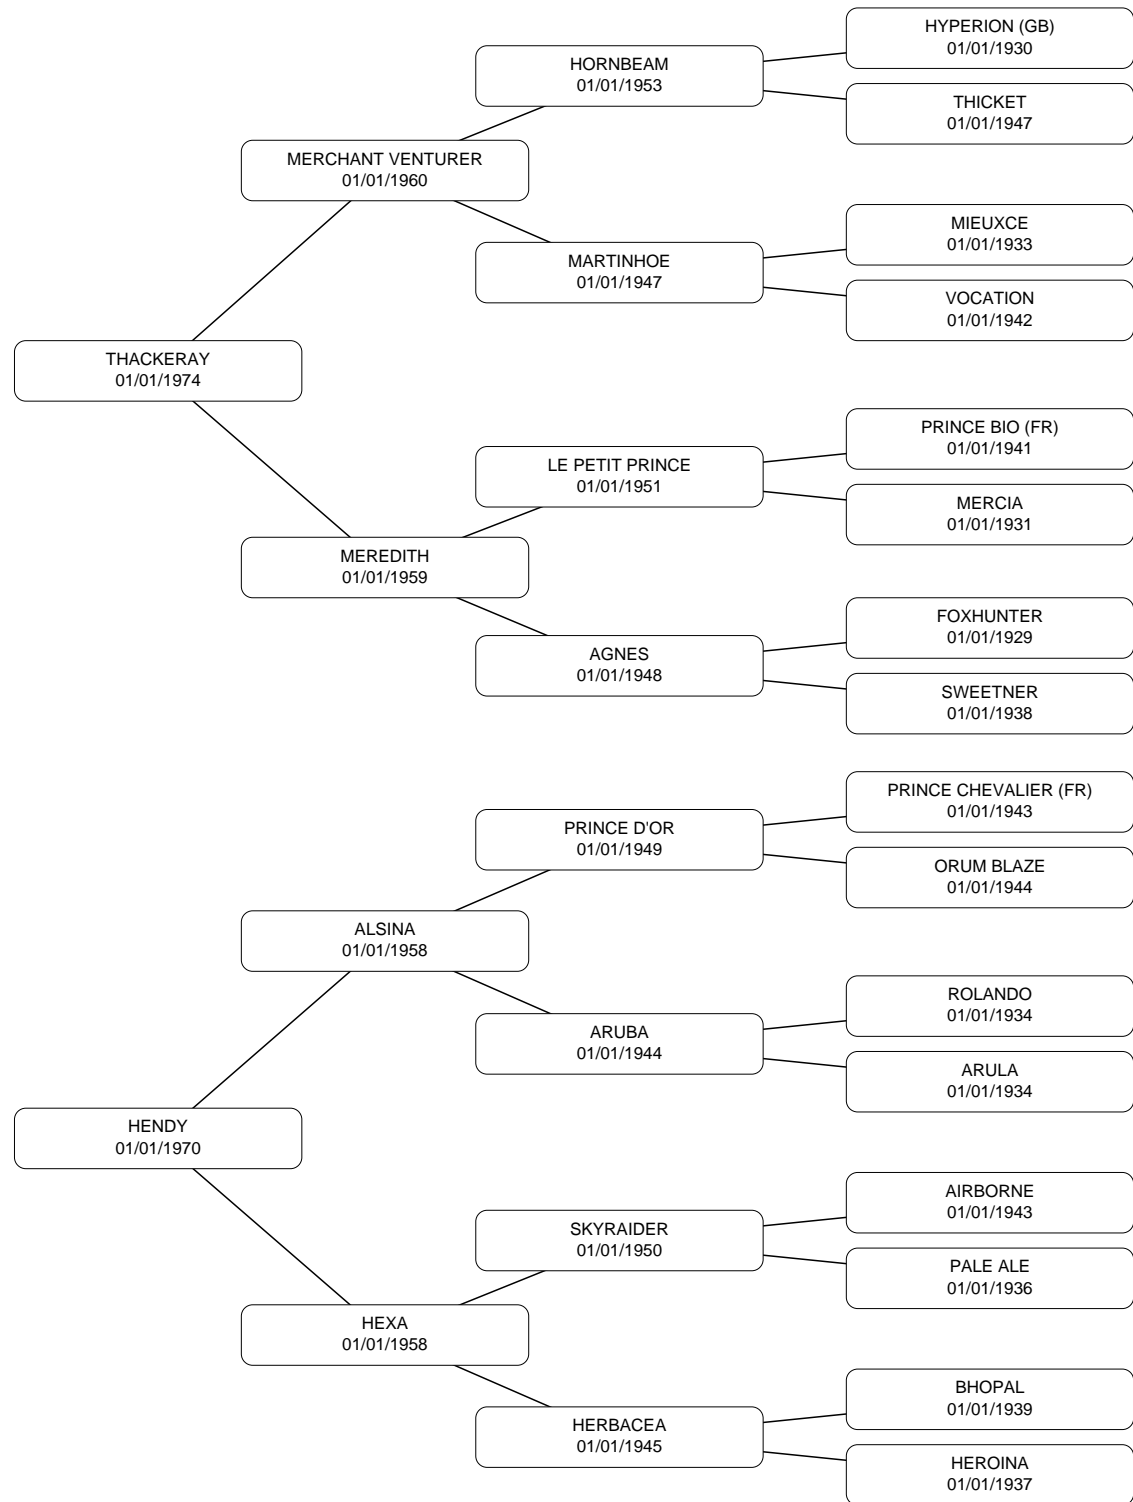 HYPERION (GB)
01/01/1930
HORNBEAM
01/01/1953
THICKET
01/01/1947
MERCHANT VENTURER
01/01/1960
MIEUXCE
01/01/1933
MARTINHOE
01/01/1947
VOCATION
01/01/1942
THACKERAY
01/01/1974
PRINCE BIO (FR)
01/01/1941
LE PETIT PRINCE
01/01/1951
MERCIA
01/01/1931
MEREDITH
01/01/1959
FOXHUNTER
01/01/1929
AGNES
01/01/1948
SWEETNER
01/01/1938
PRINCE CHEVALIER (FR)
01/01/1943
PRINCE D'OR
01/01/1949
ORUM BLAZE
01/01/1944
ALSINA
01/01/1958
ROLANDO
01/01/1934
ARUBA
01/01/1944
ARULA
01/01/1934
HENDY
01/01/1970
AIRBORNE
01/01/1943
SKYRAIDER
01/01/1950
PALE ALE
01/01/1936
HEXA
01/01/1958
BHOPAL
01/01/1939
HERBACEA
01/01/1945
HEROINA
01/01/1937